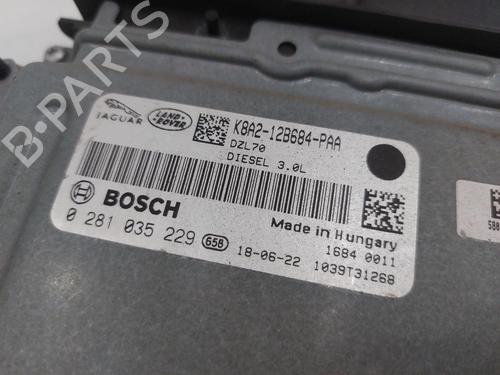 JAGUAR
LAND ROVER
K8A2-12B684-PAA
DZL70
DIESEL 3.0L
BOSCH
0 281 035 229 658
Made in Hungary
1684 0011
18-06-22 1039T31268
B-PARTS